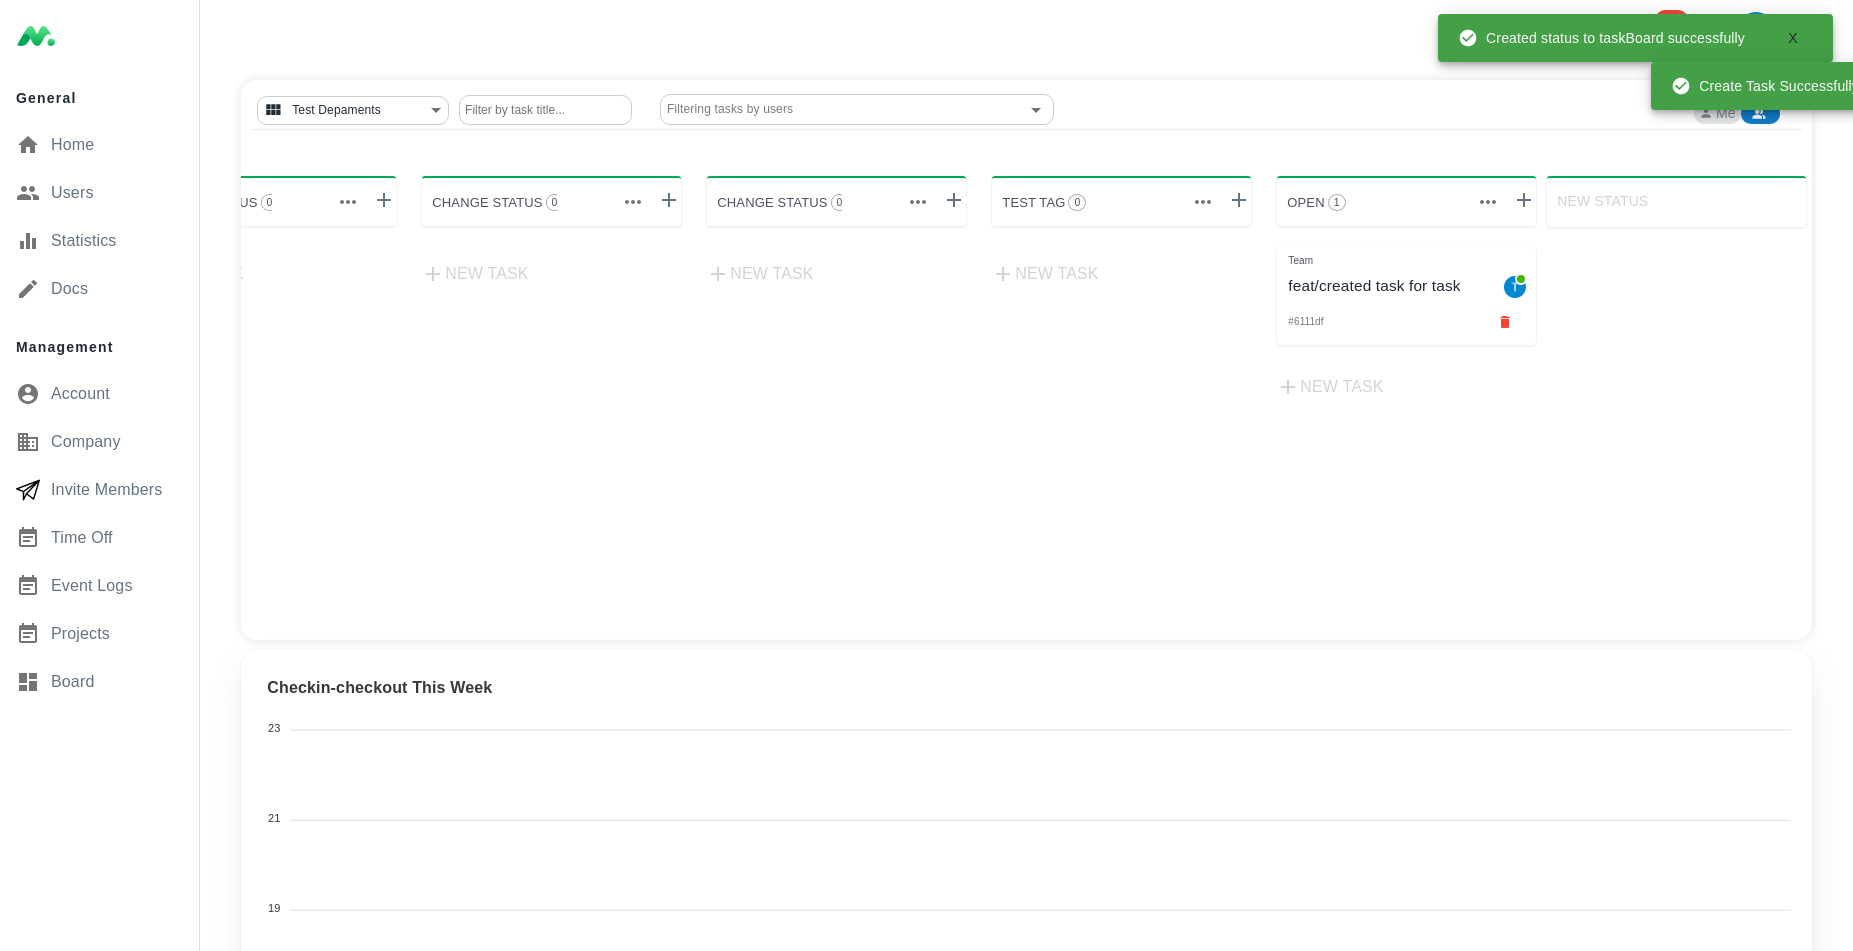 General
Home
Users
Statistics
Docs
Management
Account
Company
Invite Members
Time Off
Event Logs
Projects
Board
Created status to taskBoard successfully X
Create Task Successfully
Test Depaments
Filter by task title...
Filtering tasks by users
Me
US 0
CHANGE STATUS 0
CHANGE STATUS 0
TEST TAG 0
OPEN 1
NEW STATUS
NEW TASK
NEW TASK
NEW TASK
Team
feat/created task for task
T
#6111df
NEW TASK
Checkin-checkout This Week
23
21
19